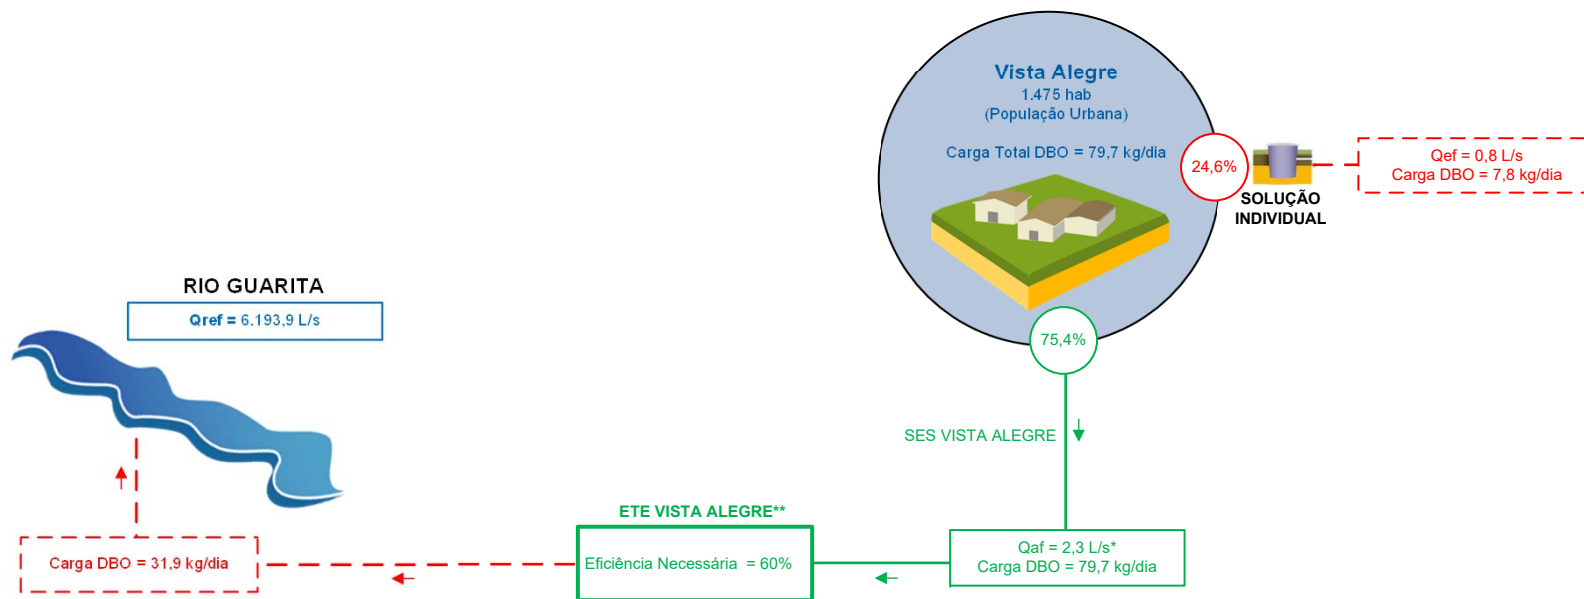 Vista Alegre
1.475 hab
(População Urbana)
Carga Total DBO = 79,7 kg/dia
24,6%
SOLUÇÃO
INDIVIDUAL
Qef = 0,8 L/s
Carga DBO = 7,8 kg/dia
75,4%
RIO GUARITA
Qref = 6.193,9 L/s
SES VISTA ALEGRE
ETE VISTA ALEGRE**
Eficiência Necessária = 60%
Qaf = 2,3 L/s*
Carga DBO = 79,7 kg/dia
Carga DBO = 31,9 kg/dia